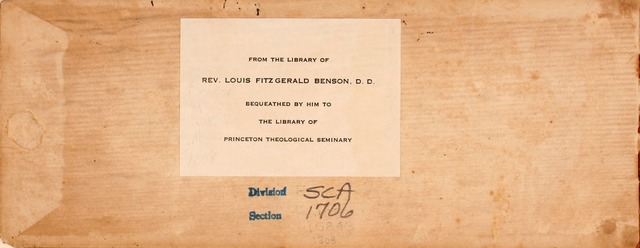 FROM THE LIBRARY OF
REV. LOUIS FITZGERALD BENSON, D. D.
BEQUEATHED BY HIM TO
THE LIBRARY OF
PRINCETON THEOLOGICAL SEMINARY
Division SCA
Section 1706